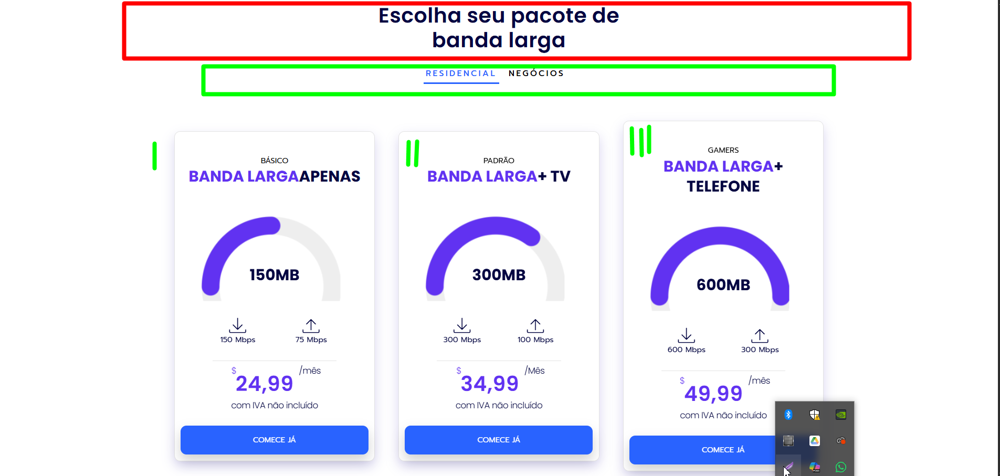 Escolha seu pacote de
banda larga
RESIDENCIAL NEGÓCIOS
BÁSICO
BANDA LARGAAPENAS
150MB
150 Mbps 75 Mbps
$ 24,99 /mês
com IVA não incluído
COMECE JÁ
PADRÃO
BANDA LARGA+ TV
300MB
300 Mbps 100 Mbps
$ 34,99 /Mês
com IVA não incluído
COMECE JÁ
GAMERS
BANDA LARGA+
TELEFONE
600MB
600 Mbps 300 Mbps
$ 49,99 /mês
com IVA não incluído
COMECE JÁ